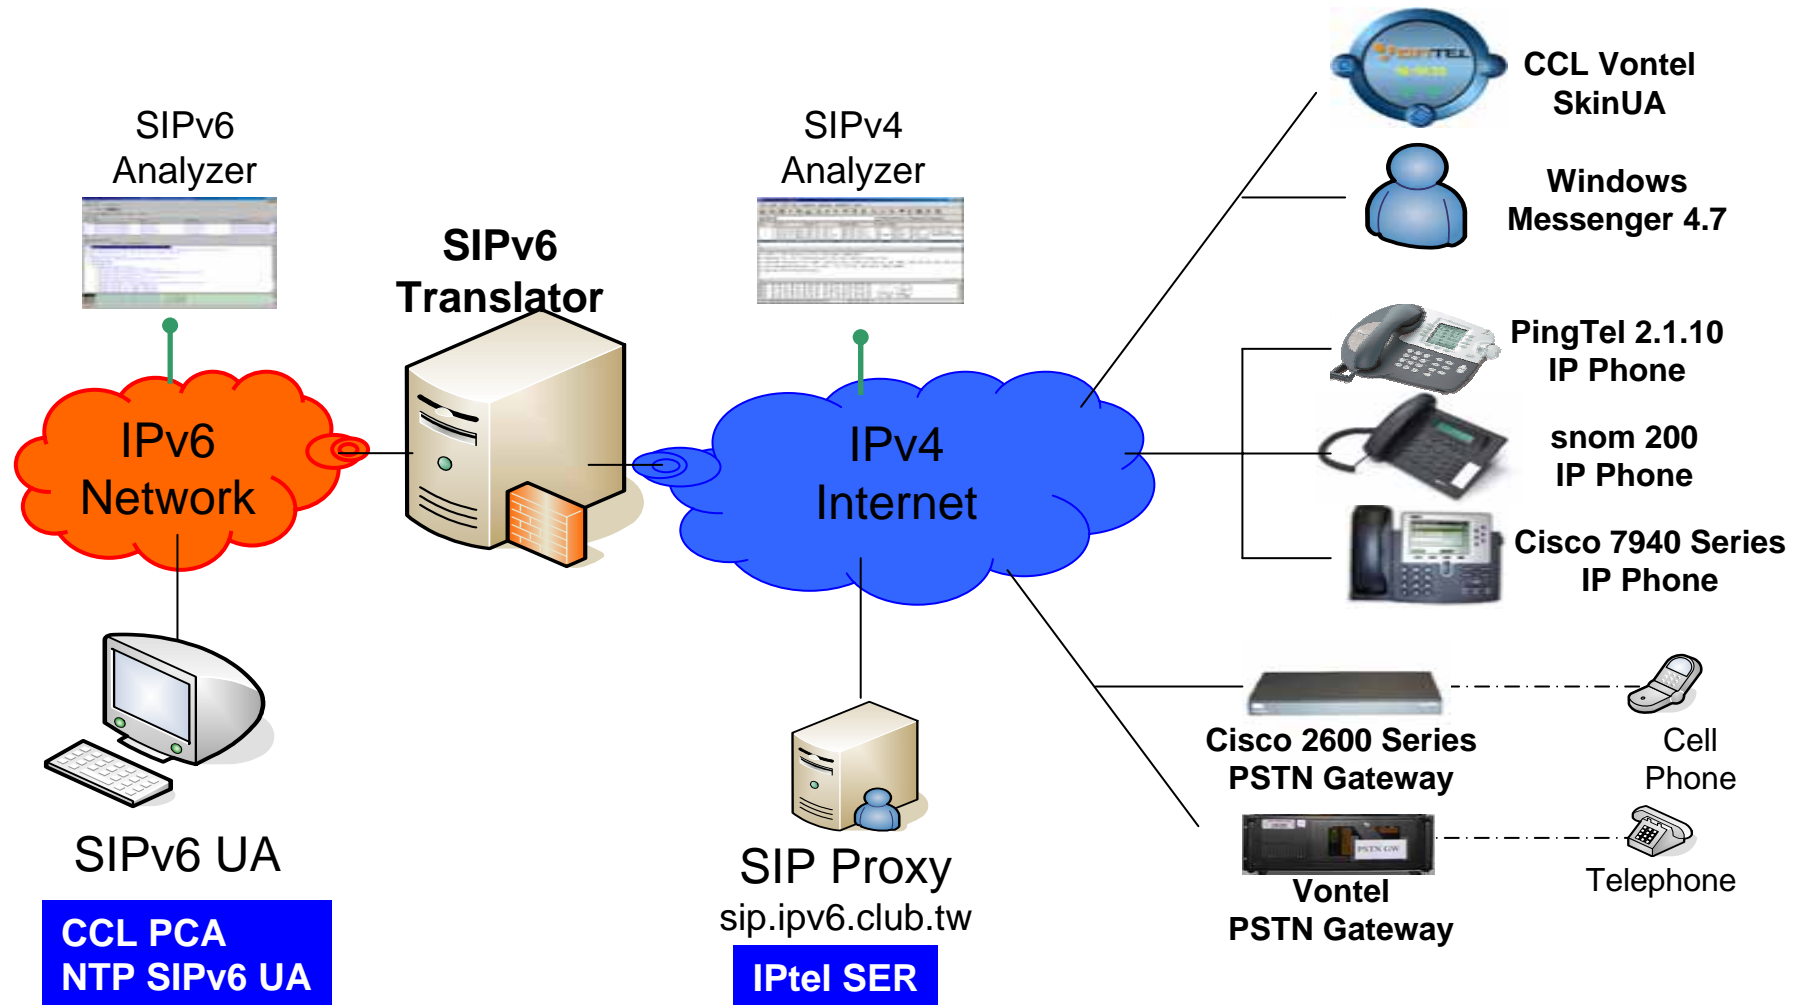 SIPv6
Analyzer
SIPv4
Analyzer
CCL Vontel
SkinUA
Windows
Messenger 4.7
SIPv6
Translator
PingTel 2.1.10
IP Phone
IPv6
Network
IPv4
Internet
snom 200
IP Phone
Cisco 7940 Series
IP Phone
Cisco 2600 Series
PSTN Gateway
Cell
Phone
SIPv6 UA
CCL PCA
NTP SIPv6 UA
SIP Proxy
sip.ipv6.club.tw
IPtel SER
PSTN GW
Vontel
PSTN Gateway
Telephone